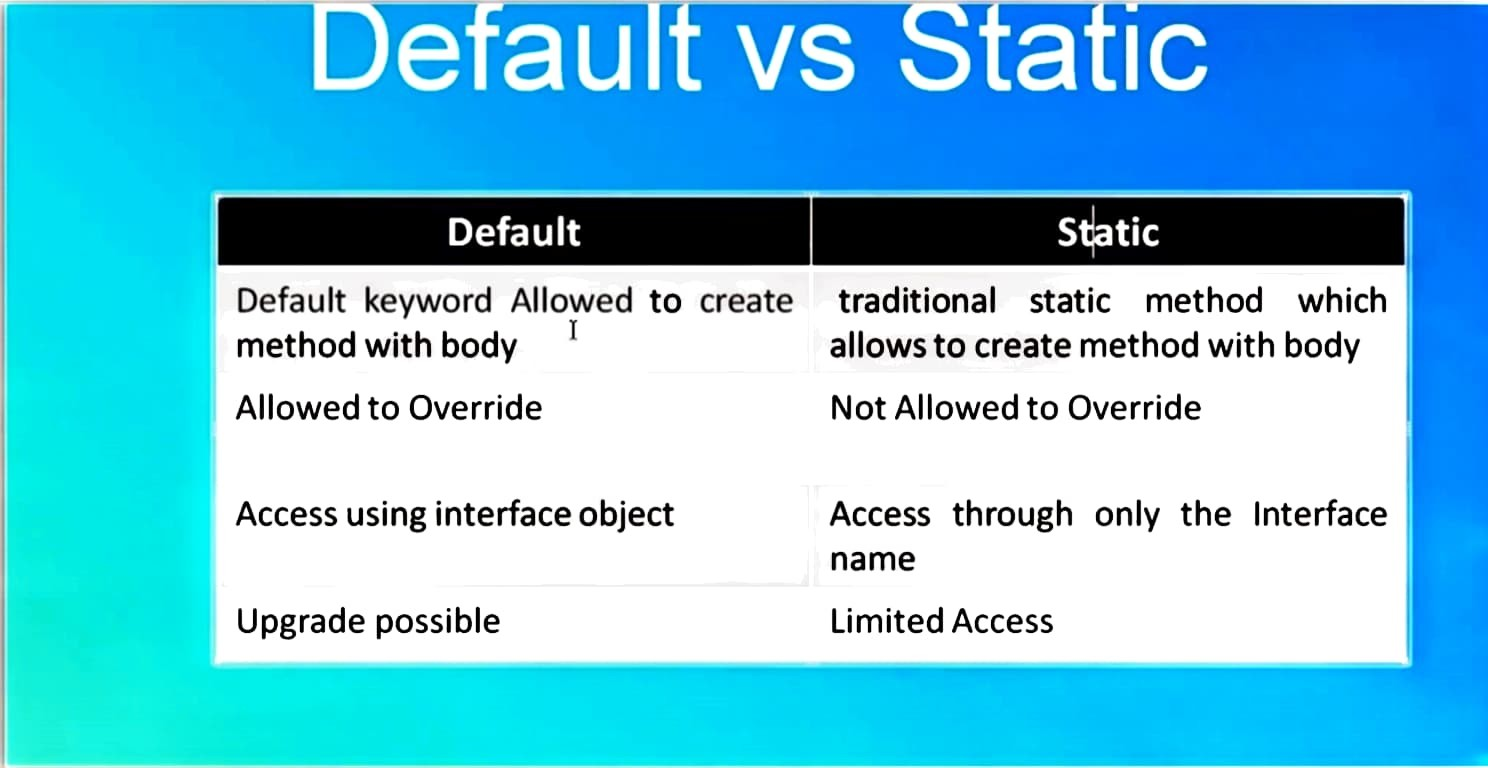 Default vs Static
Default
Static
Default keyword Allowed to create
method with body
traditional static method which
allows to create method with body
Allowed to Override
Not Allowed to Override
Access using interface object
Access through only the Interface
name
Upgrade possible
Limited Access